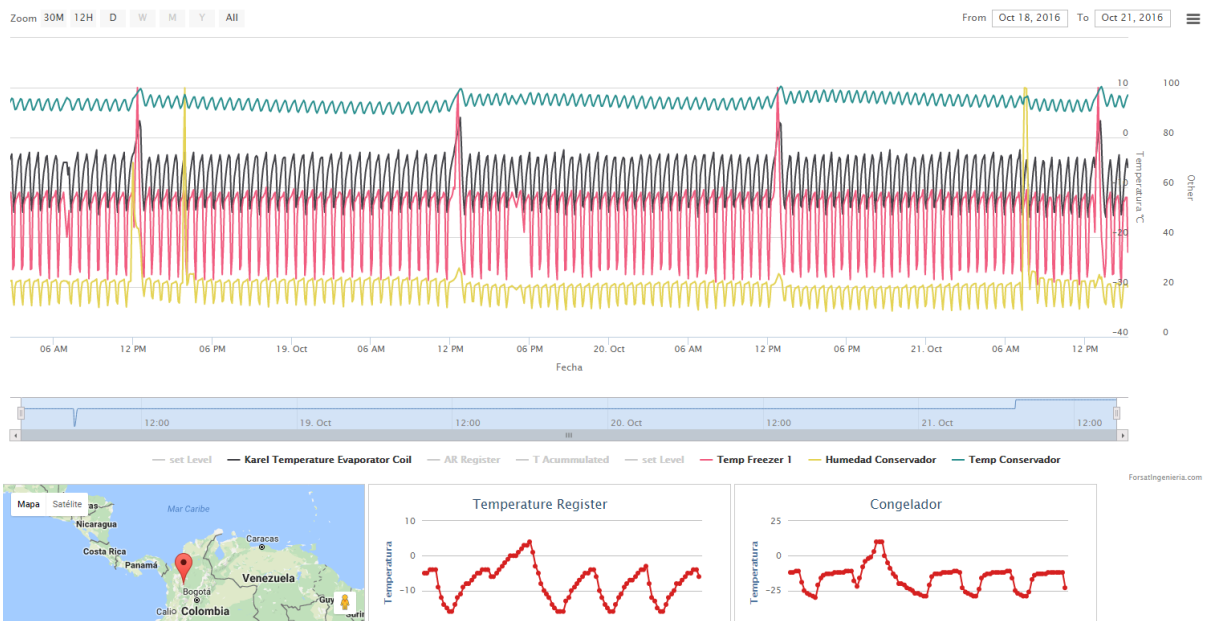 Zoom 30M 12H D W M Y All From Oct 18, 2016 To Oct 21, 2016
10 100
0 80
60
-20 40
-30 20
-40 0
Temperatura °C
Other
06 AM 12 PM 06 PM 19. Oct 06 AM 12 PM 06 PM 20. Oct 06 AM 12 PM 06 PM 21. Oct 06 AM 12 PM
Fecha
12:00 19. Oct 12:00 20. Oct 12:00 21. Oct 12:00
set Level Karel Temperature Evaporator Coil AR Register T Acummulated set Level Temp Freezer 1 Humedad Conservador Temp Conservador
ForsatIngenieria.com
Mapa Satélite
Mar Caribe
Nicaragua
Costa Rica
Panamá
Caracas
Venezuela
Bogotá
Cali
Colombia
Temperature Register
Temperatura
10
0
-10
Congelador
Temperatura
25
0
-25